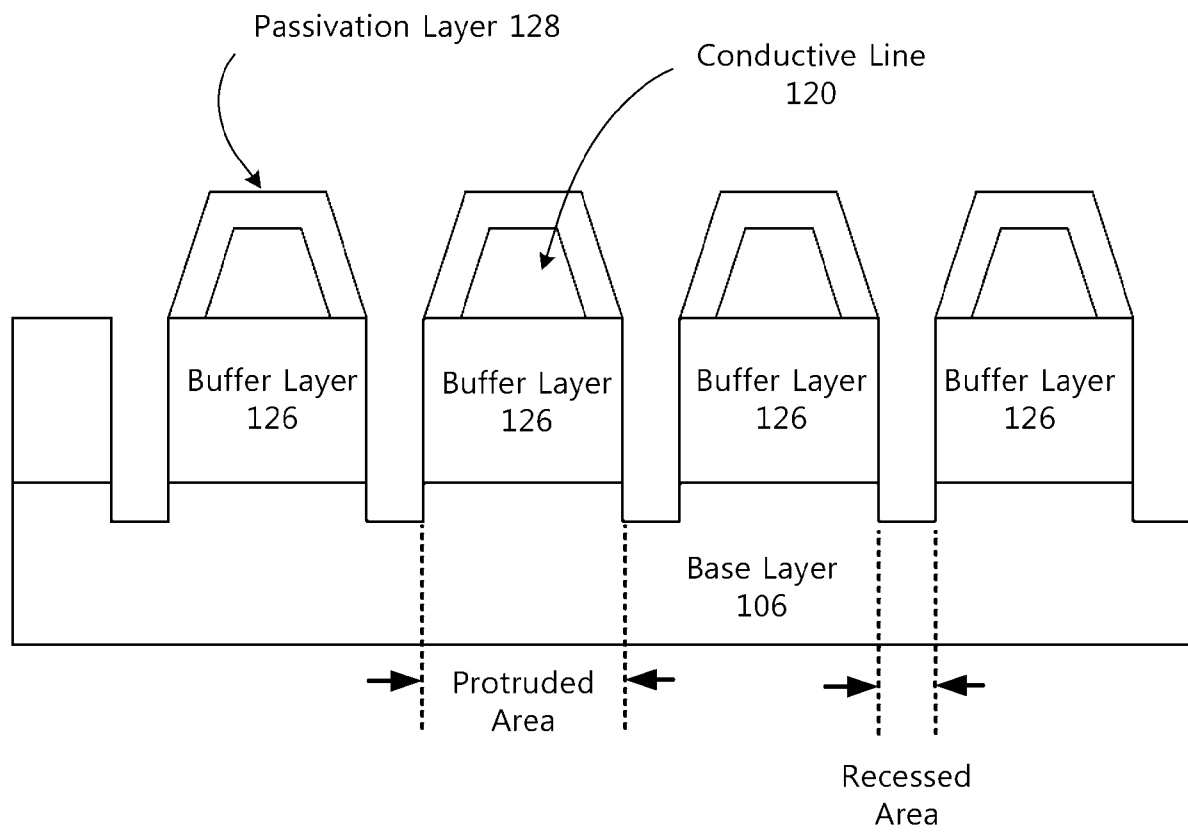 Passivation Layer 128
Conductive Line
120
Buffer Layer
126
Buffer Layer
126
Buffer Layer
126
Buffer Layer
126
Base Layer
106
Protruded
Area
Recessed
Area